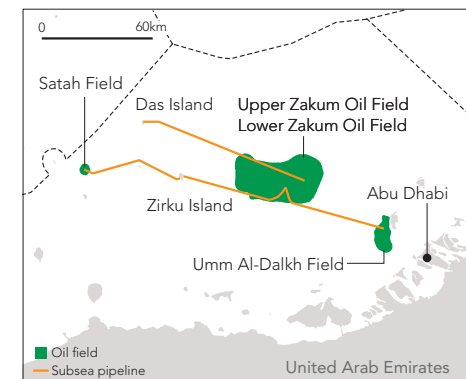 0 60km
Satah Field
Das Island
Upper Zakum Oil Field
Lower Zakum Oil Field
Zirku Island
Abu Dhabi
Umm Al-Dalkh Field
Oil field
Subsea pipeline
United Arab Emirates